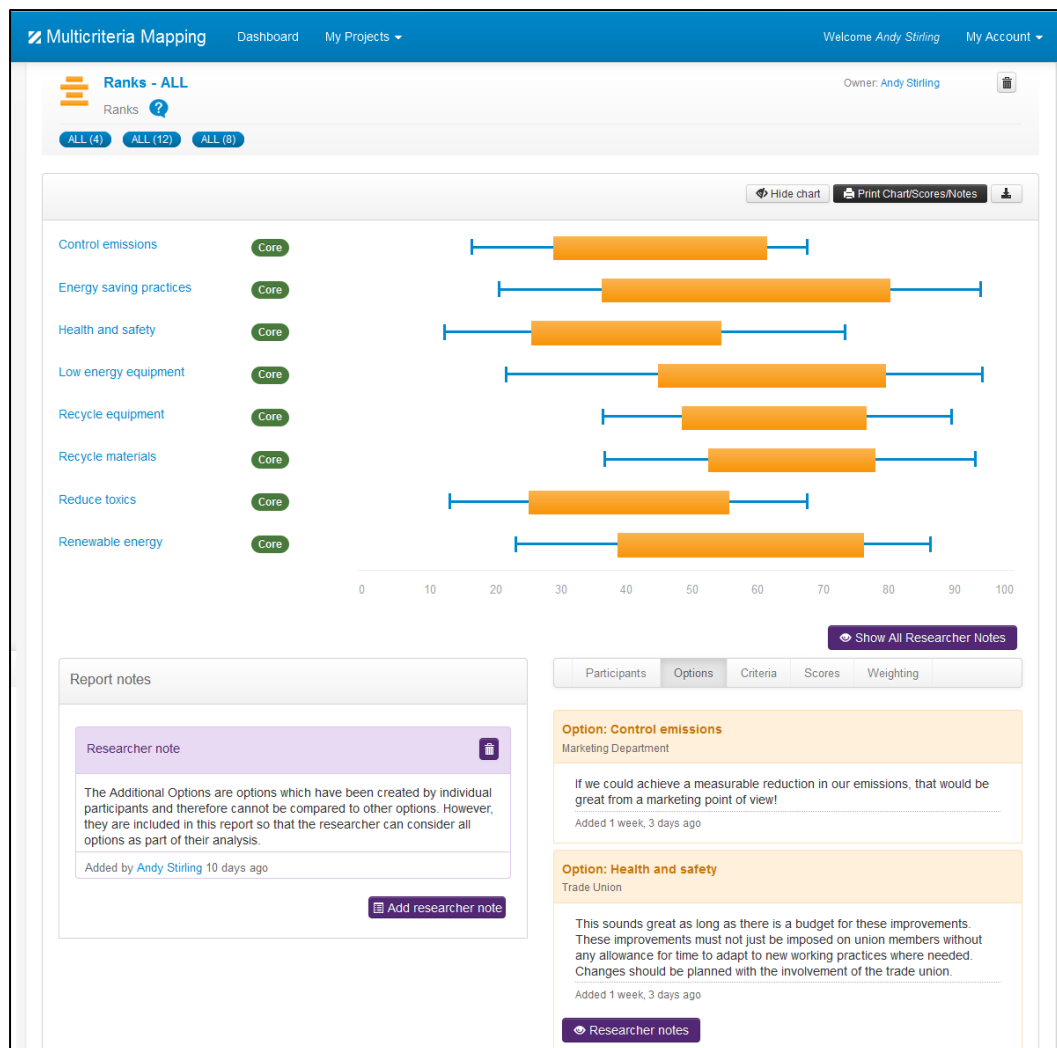 Multicriteria Mapping Dashboard My Projects Welcome Andy Stirling My Account
Ranks - ALL
Owner: Andy Stirling
Ranks ?
ALL (4) ALL (12) ALL (8)
Hide chart Print Chart/Scores/Notes
Control emissions Core
Energy saving practices Core
Health and safety Core
Low energy equipment Core
Recycle equipment Core
Recycle materials Core
Reduce toxics Core
Renewable energy Core
0 10 20 30 40 50 60 70 80 90 100
Show All Researcher Notes
Report notes
Researcher note
The Additional Options are options which have been created by individual
participants and therefore cannot be compared to other options. However,
they are included in this report so that the researcher can consider all
options as part of their analysis.
Added by Andy Stirling 10 days ago
Add researcher note
Participants Options Criteria Scores Weighting
Option: Control emissions
Marketing Department
If we could achieve a measurable reduction in our emissions, that would be
great from a marketing point of view!
Added 1 week, 3 days ago
Option: Health and safety
Trade Union
This sounds great as long as there is a budget for these improvements.
These improvements must not just be imposed on union members without
any allowance for time to adapt to new working practices where needed.
Changes should be planned with the involvement of the trade union.
Added 1 week, 3 days ago
Researcher notes